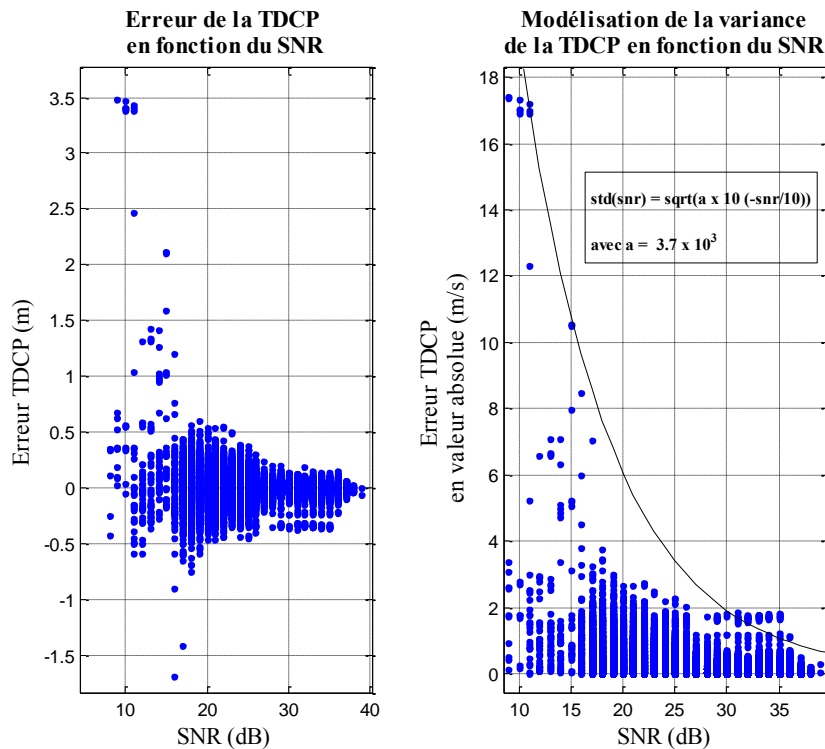 Erreur de la TDCP
en fonction du SNR
3.5
3
2.5
2
1.5
1
0.5
0
-0.5
-1
-1.5
10
20
30
40
Erreur TDCP (m)
SNR (dB)
Modélisation de la variance
de la TDCP en fonction du SNR
18
16
14
12
10
8
6
4
2
0
10
15
20
25
30
35
std(snr) = sqrt(a x 10 (-snr/10))
avec a = 3.7 x 10³
Erreur TDCP
en valeur absolue (m/s)
SNR (dB)